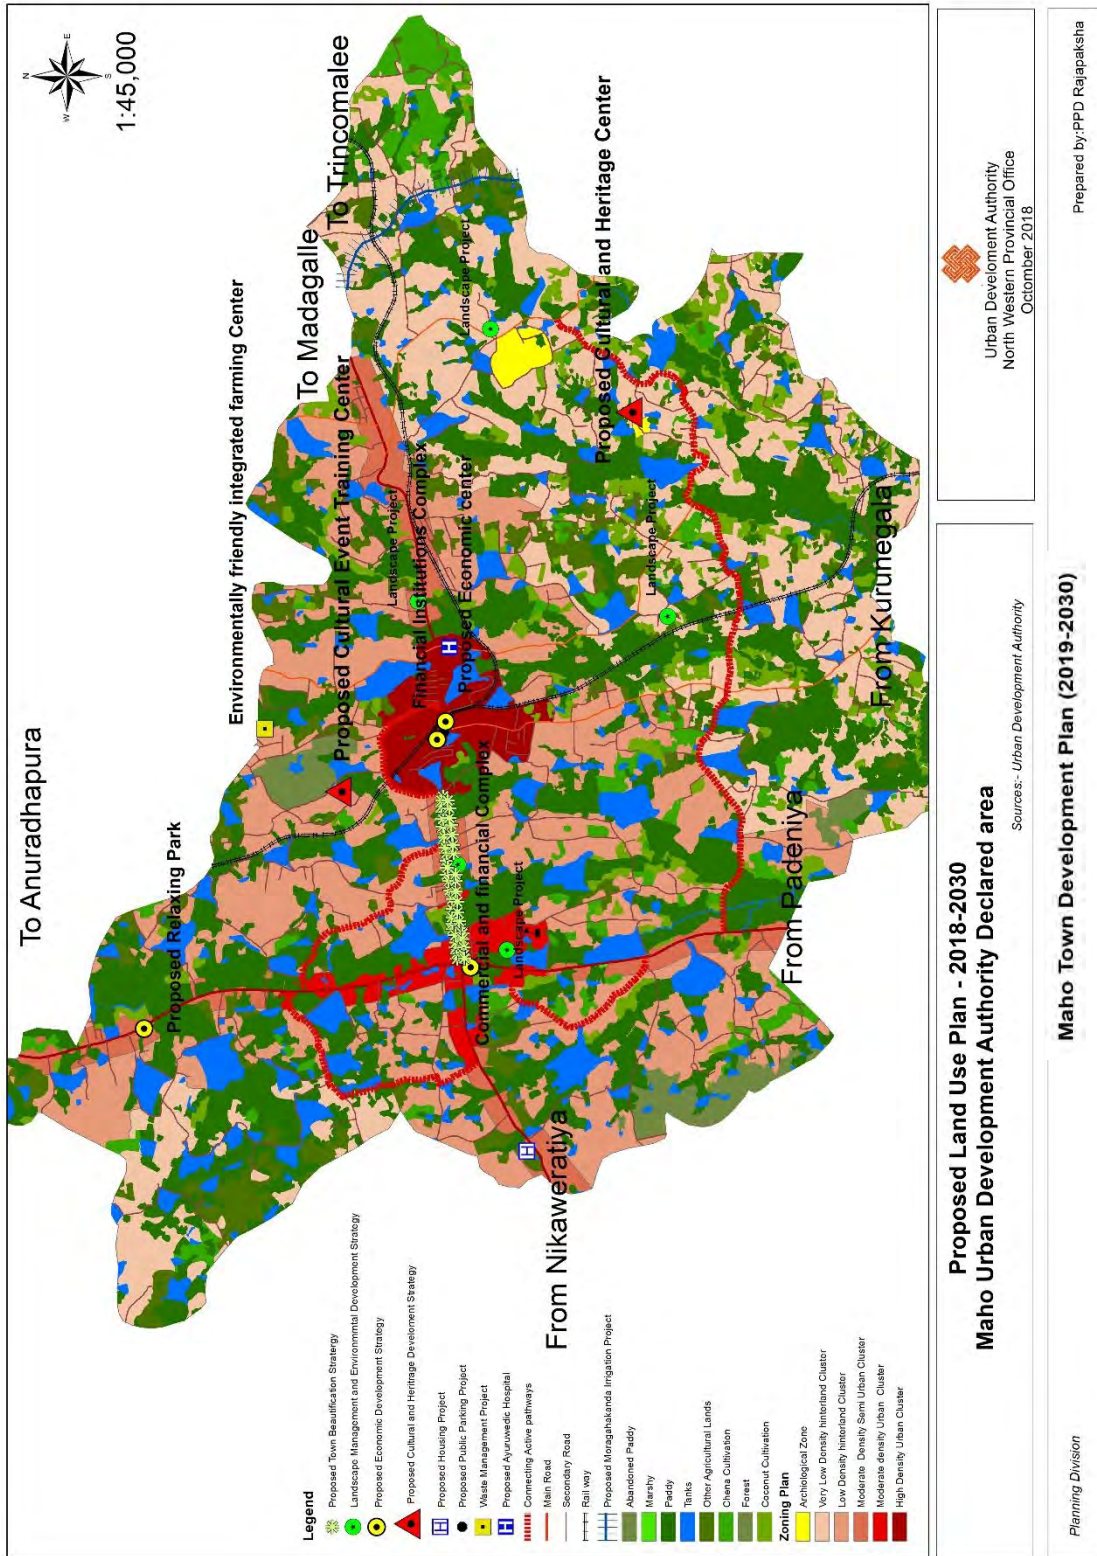 To Anuradhapura
N
E
S
W
1:45,000
Environmentally friendly integrated farming Center
To Madagalle
To Trincomalee
Proposed Relaxing Park
Proposed Cultural Event Training Center
Landscape Project
Financial Institutions Complex
Proposed Economic Center
Landscape Project
Commercial and financial Complex
Landscape Project
Proposed Cultural and Heritage Center
Landscape Project
From Nikaweratiya
From Padeniya
From Kurunegala
Legend
Proposed Town Beautification Stratergy
Landscape Management and Environmntal Development Strategy
Proposed Economic Development Strategy
Proposed Cultural and Heritrage Develoment Strategy
Proposed Housing Project
Proposed Public Parking Project
Waste Management Project
Proposed Ayuruwedic Hospital
Connecting Active pathways
Main Road
Secondary Road
Rail way
Proposed Moragahakanda Irrigation Project
Abandoned Paddy
Marshy
Paddy
Tanks
Other Agricultural Lands
Chena Cultivation
Forest
Coconut Cultivation
Zoning Plan
Archiological Zone
Very Low Density hinterland Cluster
Low Density hinterland Cluster
Moderate Density Semi Urban Cluster
Moderate density Urban Cluster
High Density Urban Cluster
Proposed Land Use Plan - 2018-2030
Maho Urban Development Authority Declared area
Sources:- Urban Development Authority
Urban Develoment Authority
North Western Provincial Office
Octomber 2018
Planning Division
Maho Town Development Plan (2019-2030)
Prepared by:PPD Rajapaksha